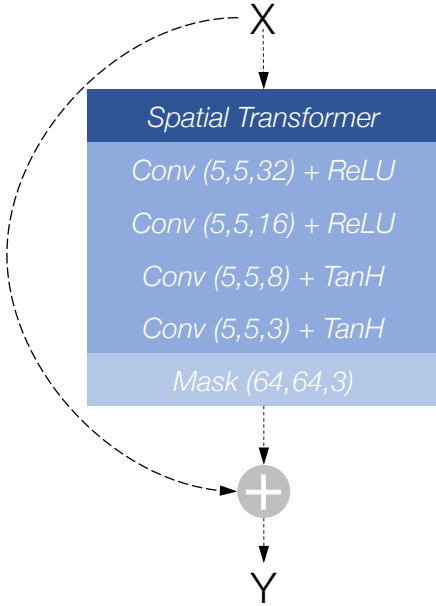 X
Spatial Transformer
Conv (5,5,32) + ReLU
Conv (5,5,16) + ReLU
Conv (5,5,8) + TanH
Conv (5,5,3) + TanH
Mask (64,64,3)
+
Y